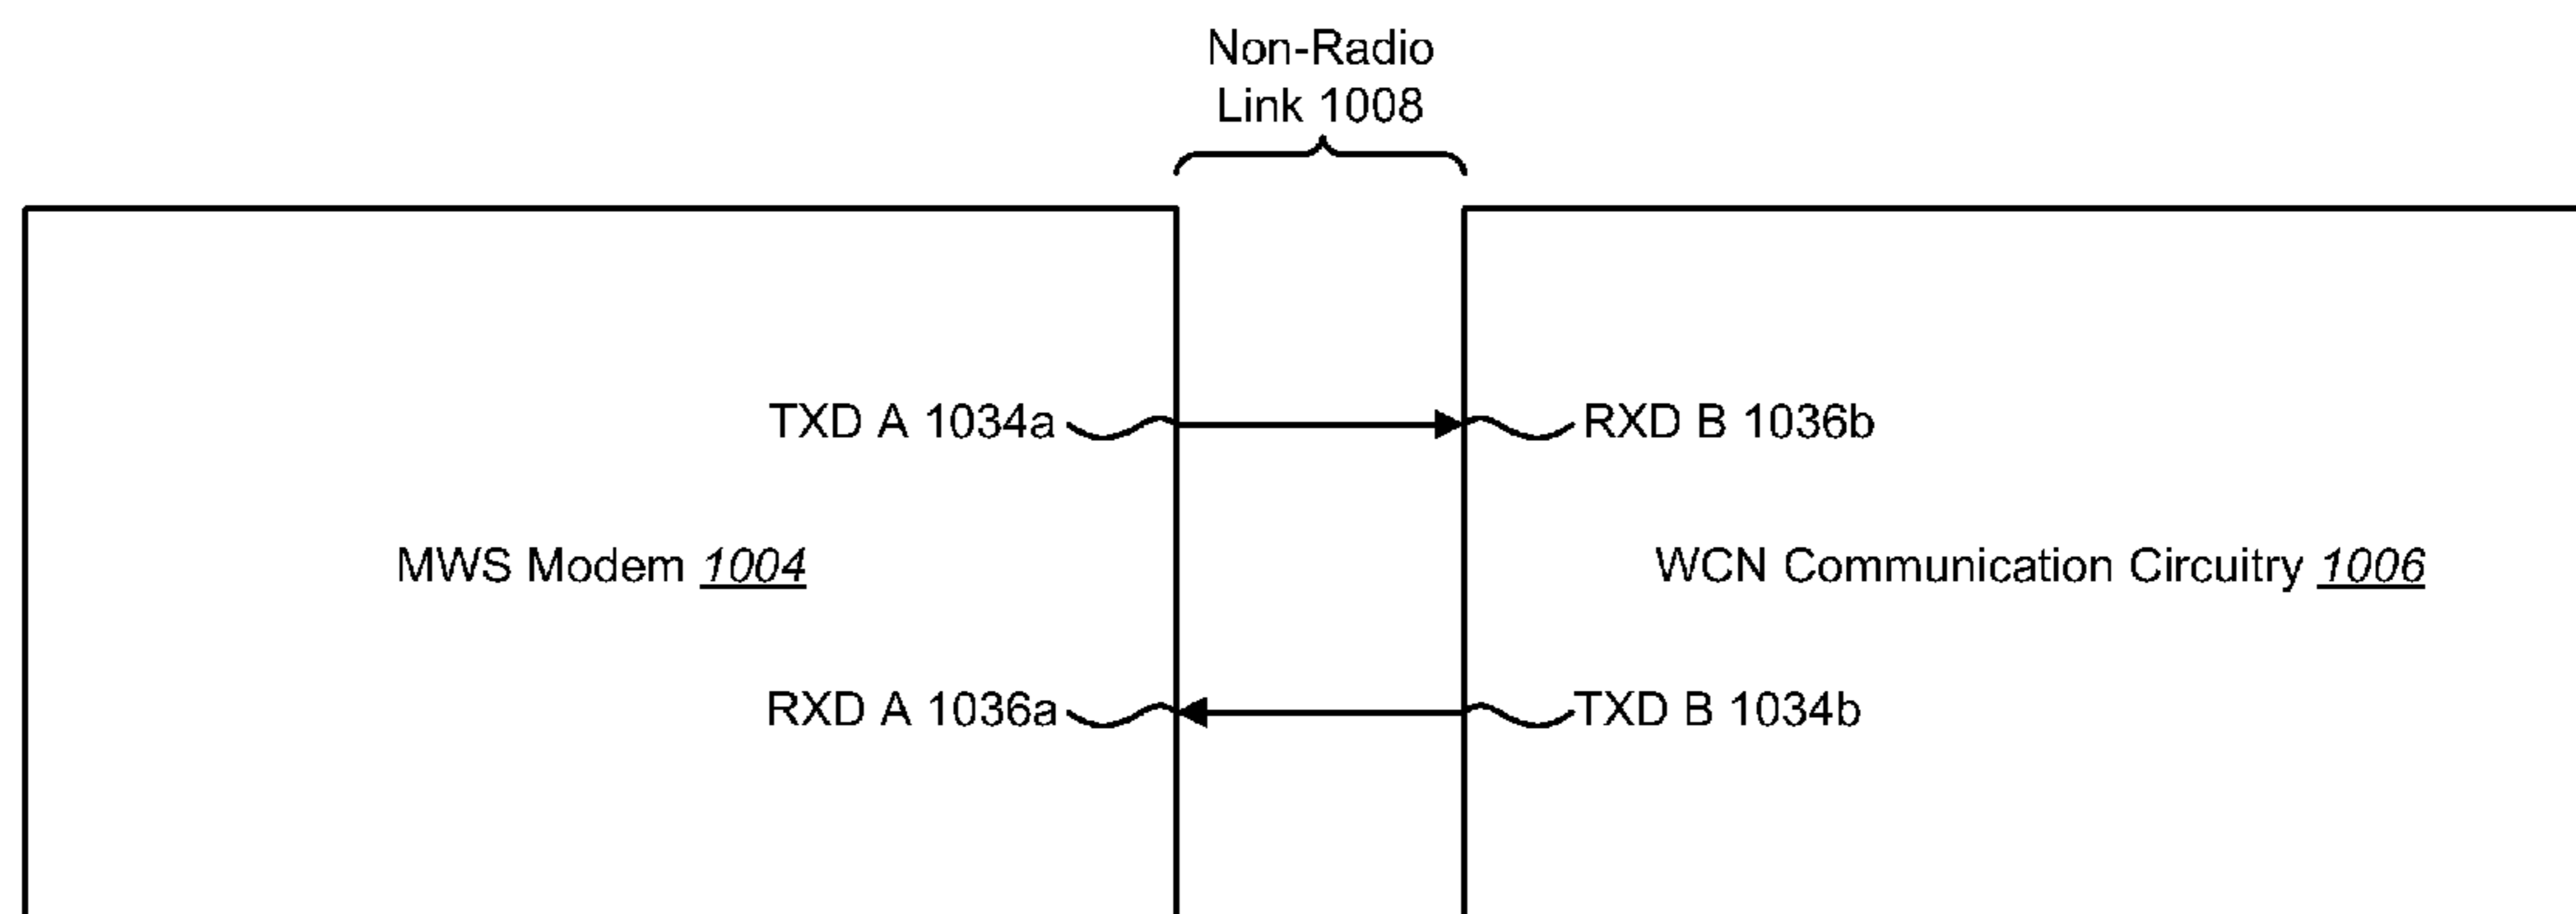 Non-Radio
Link 1008
TXD A 1034a
RXD B 1036b
MWS Modem 1004
WCN Communication Circuitry 1006
RXD A 1036a
TXD B 1034b